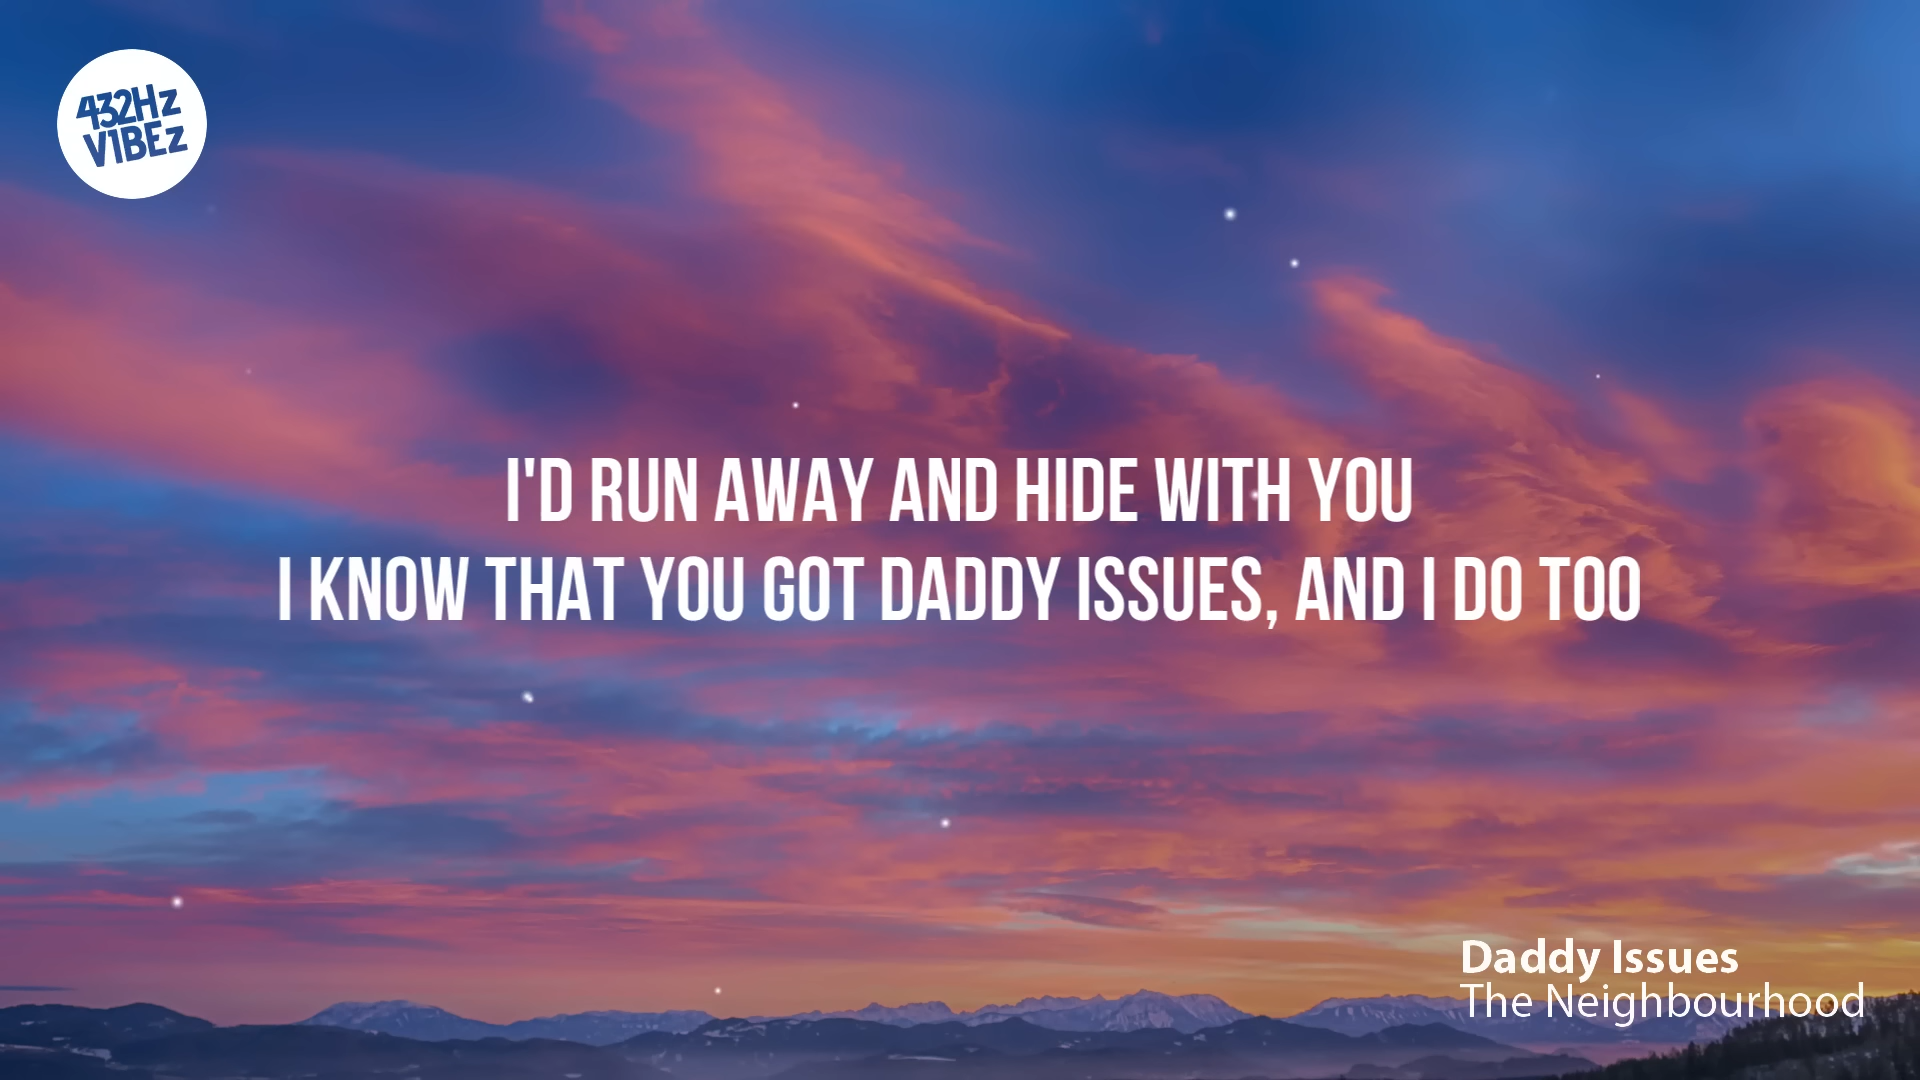 432Hz
V1BEz
I'D RUN AWAY AND HIDE WITH YOU
I KNOW THAT YOU GOT DADDY ISSUES, AND I DO TOO
Daddy Issues
The Neighbourhood